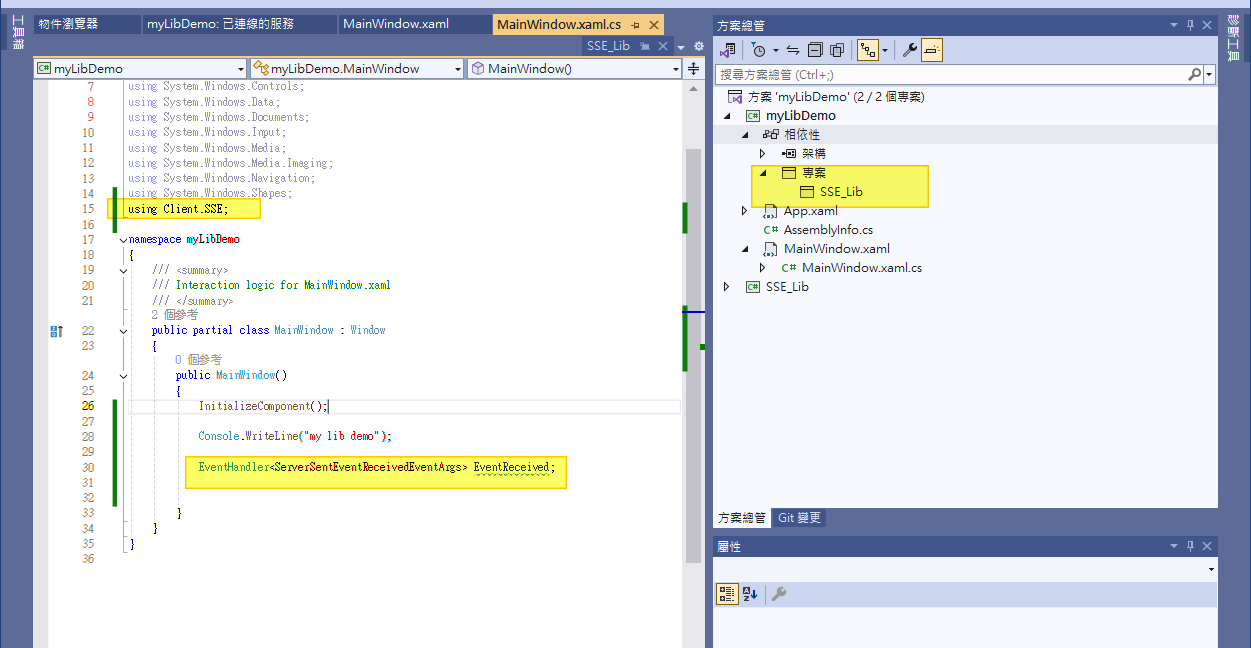 工具箱
物件瀏覽器
myLibDemo: 已連線的服務
MainWindow.xaml
MainWindow.xaml.cs
SSE_Lib
myLibDemo
myLibDemo.MainWindow
MainWindow()
7 using System.Windows.Controls;
8 using System.Windows.Data;
9 using System.Windows.Documents;
10 using System.Windows.Input;
11 using System.Windows.Media;
12 using System.Windows.Media.Imaging;
13 using System.Windows.Navigation;
14 using System.Windows.Shapes;
15 using Client.SSE;
16
17 namespace myLibDemo
18 {
19 /// <summary>
20 /// Interaction logic for MainWindow.xaml
21 /// </summary>
2 個參考
22 public partial class MainWindow : Window
23 {
0 個參考
24 public MainWindow()
25 {
26 InitializeComponent();
27
28 Console.WriteLine("my lib demo");
29
30 EventHandler<ServerSentEventReceivedEventArgs> EventReceived;
31
32
33 }
34 }
35 }
36
方案總管
搜尋方案總管 (Ctrl+;)
方案 'myLibDemo' (2 / 2 個專案)
C# myLibDemo
相依性
架構
專案
SSE_Lib
App.xaml
C# AssemblyInfo.cs
MainWindow.xaml
C# MainWindow.xaml.cs
C# SSE_Lib
方案總管
Git 變更
屬性
診斷工具